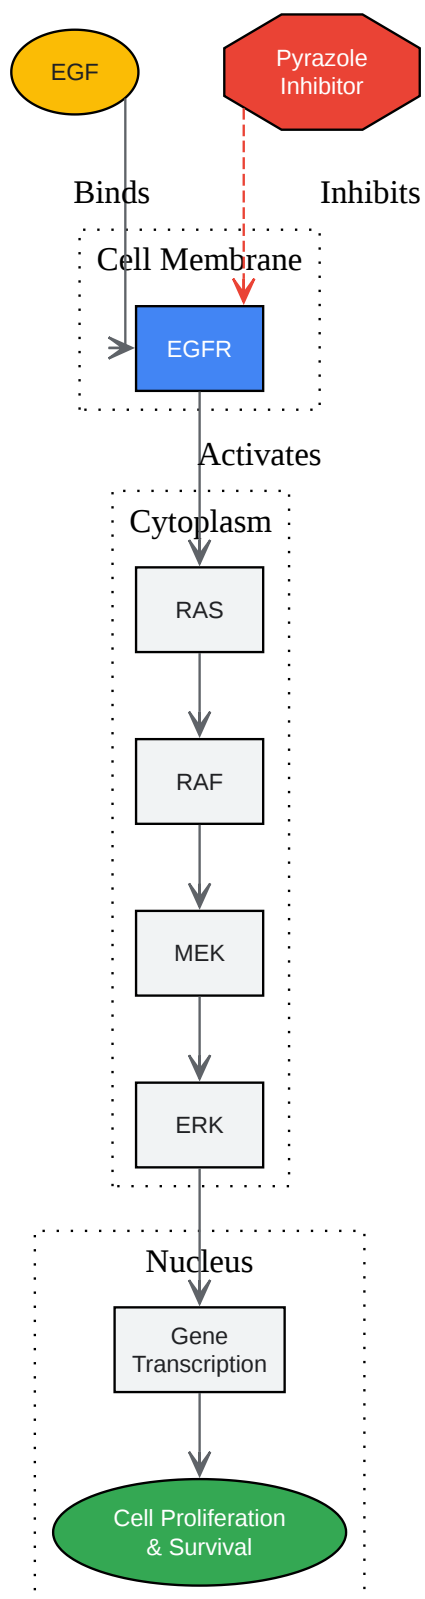 EGF
Pyrazole
Inhibitor
Binds
Inhibits
Cell Membrane
EGFR
Activates
Cytoplasm
RAS
RAF
MEK
ERK
Nucleus
Gene
Transcription
Cell Proliferation
& Survival